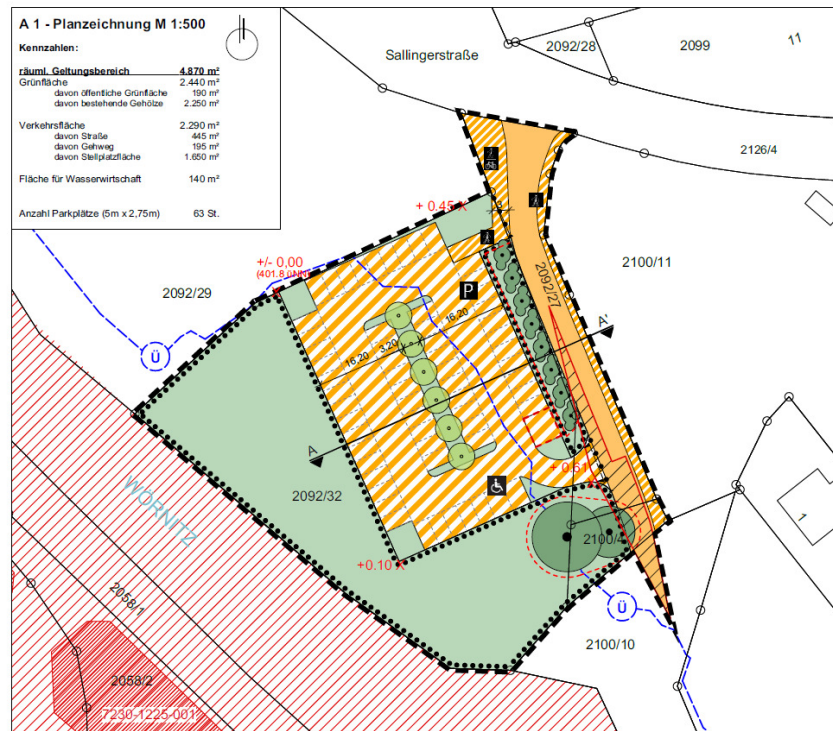 A 1 - Planzeichnung M 1:500
Kennzahlen:
räuml. Geltungsbereich 4.870 m²
Grünfläche 2.440 m²
davon öffentliche Grünfläche 190 m²
davon bestehende Gehölze 2.250 m²
Verkehrsfläche 2.290 m²
davon Straße 445 m²
davon Gehweg 195 m²
davon Stellplatzfläche 1.650 m²
Fläche für Wasserwirtschaft 140 m²
Anzahl Parkplätze (5m x 2,75m) 63 St.
Sallingerstraße
2092/28
2099
11
2126/4
+ 0.45 X
3
+/- 0,00
(401.8 üNN)
X
2092/29
2100/11
2092/27
P
Ü
16,20
3,20
16,20
A'
A
2092/32
+ 0.61
WÖRNITZ
2100/4
1
+0.10 X
Ü
2100/10
2058/1
2058/2
7230-1225-001